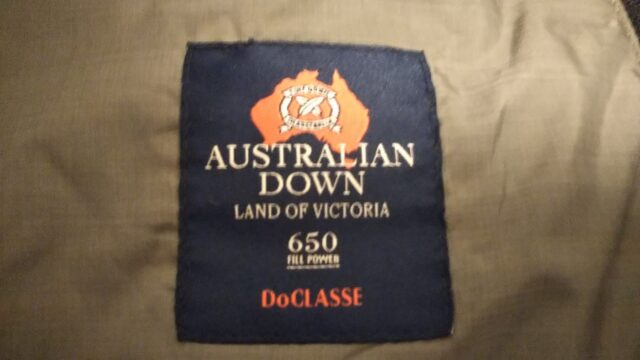 AUSTRALIAN
DOWN
LAND OF VICTORIA
650
FILL POWER
DoCLASSE